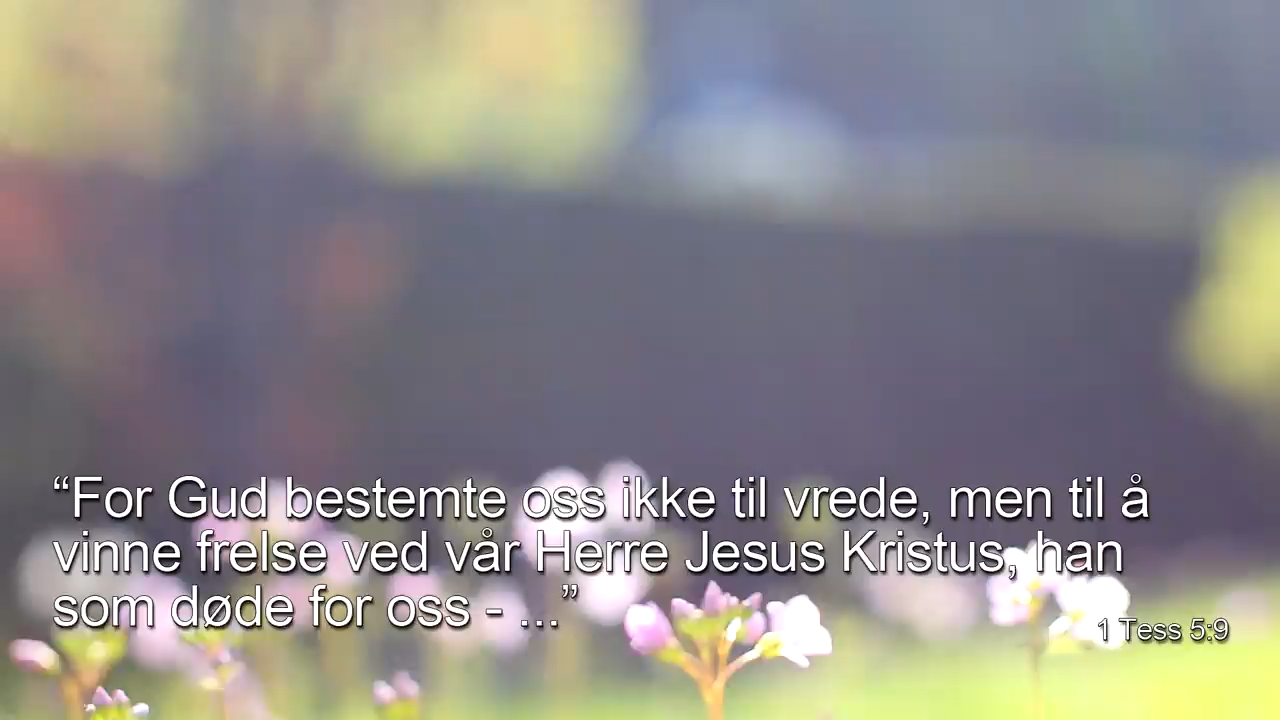 “For Gud bestemte oss ikke til vrede, men til å
vinne frelse ved vår Herre Jesus Kristus, han
som døde for oss - ...”
1 Tess 5:9